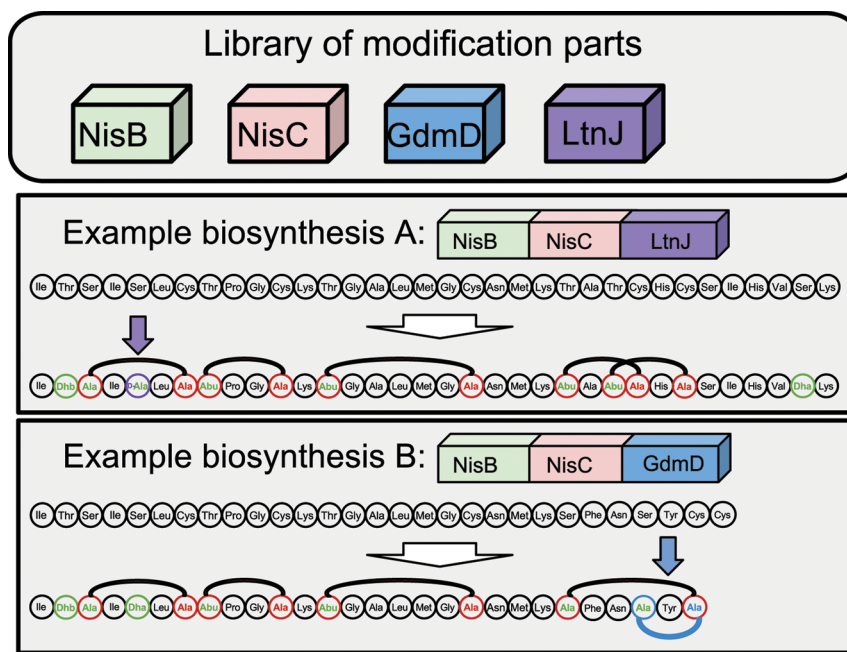 Library of modification parts
NisB NisC GdmD LtnJ
Example biosynthesis A: NisB NisC LtnJ
Ile Thr Ser Ile Ser Leu Cys Thr Pro Gly Cys Lys Thr Gly Ala Leu Met Gly Cys Asn Met Lys Thr Ala Thr Cys His Cys Ser Ile His Val Ser Lys
Ile Dhb Ala Ile D-Ala Leu Ala Abu Pro Gly Ala Lys Abu Gly Ala Leu Met Gly Ala Asn Met Lys Abu Ala Abu Ala His Ala Ser Ile His Val Dha Lys
Example biosynthesis B: NisB NisC GdmD
Ile Thr Ser Ile Ser Leu Cys Thr Pro Gly Cys Lys Thr Gly Ala Leu Met Gly Cys Asn Met Lys Ser Phe Asn Ser Tyr Cys Cys
Ile Dhb Ala Ile Dha Leu Ala Abu Pro Gly Ala Lys Abu Gly Ala Leu Met Gly Ala Asn Met Lys Ala Phe Asn Ala Tyr Ala